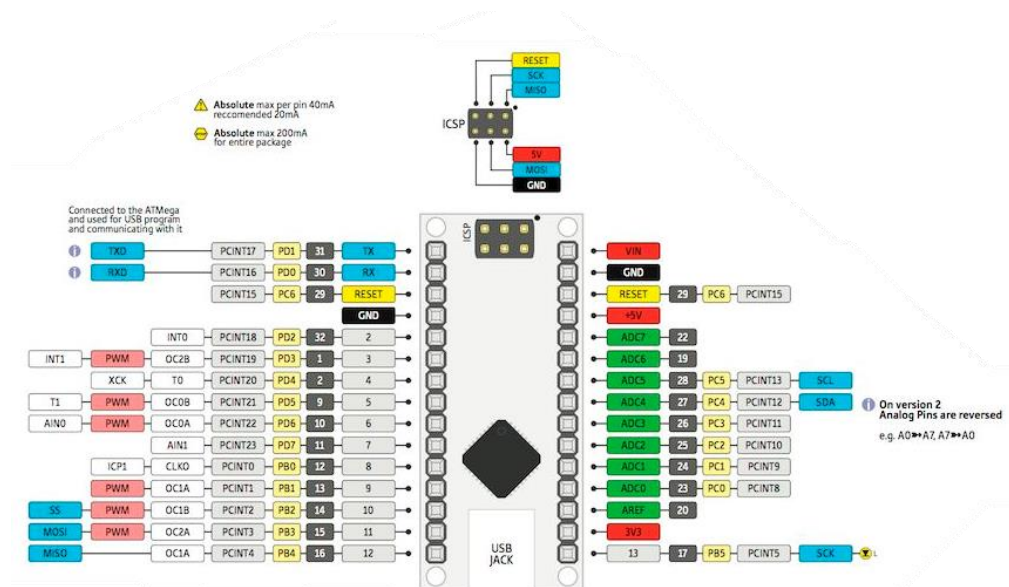 RESET
SCK
MISO
Absolute max per pin 40mA
reccomended 20mA
Absolute max 200mA
for entire package
ICSP
5V
MOSI
GND
Connected to the ATMega
and used for USB program
and communicating with it
ICSP
TXD PCINT17 PD1 31 TX
RXD PCINT16 PD0 30 RX
PCINT15 PC6 29 RESET
GND
INT0 PCINT18 PD2 32 2
INT1 PWM OC2B PCINT19 PD3 1 3
XCK T0 PCINT20 PD4 2 4
T1 PWM OC0B PCINT21 PD5 9 5
AIN0 PWM OC0A PCINT22 PD6 10 6
AIN1 PCINT23 PD7 11 7
ICP1 CLKO PCINT0 PB0 12 8
PWM OC1A PCINT1 PB1 13 9
SS PWM OC1B PCINT2 PB2 14 10
MOSI PWM OC2A PCINT3 PB3 15 11
MISO OC1A PCINT4 PB4 16 12
USB
JACK
VIN
GND
RESET 29 PC6 PCINT15
+5V
ADC7 22
ADC6 19
ADC5 28 PC5 PCINT13 SCL
ADC4 27 PC4 PCINT12 SDA
ADC3 26 PC3 PCINT11
ADC2 25 PC2 PCINT10
ADC1 24 PC1 PCINT9
ADC0 23 PC0 PCINT8
AREF 20
3V3
13 17 PB5 PCINT5 SCK L
On version 2
Analog Pins are reversed
e.g. A0➳A7, A7➳A0